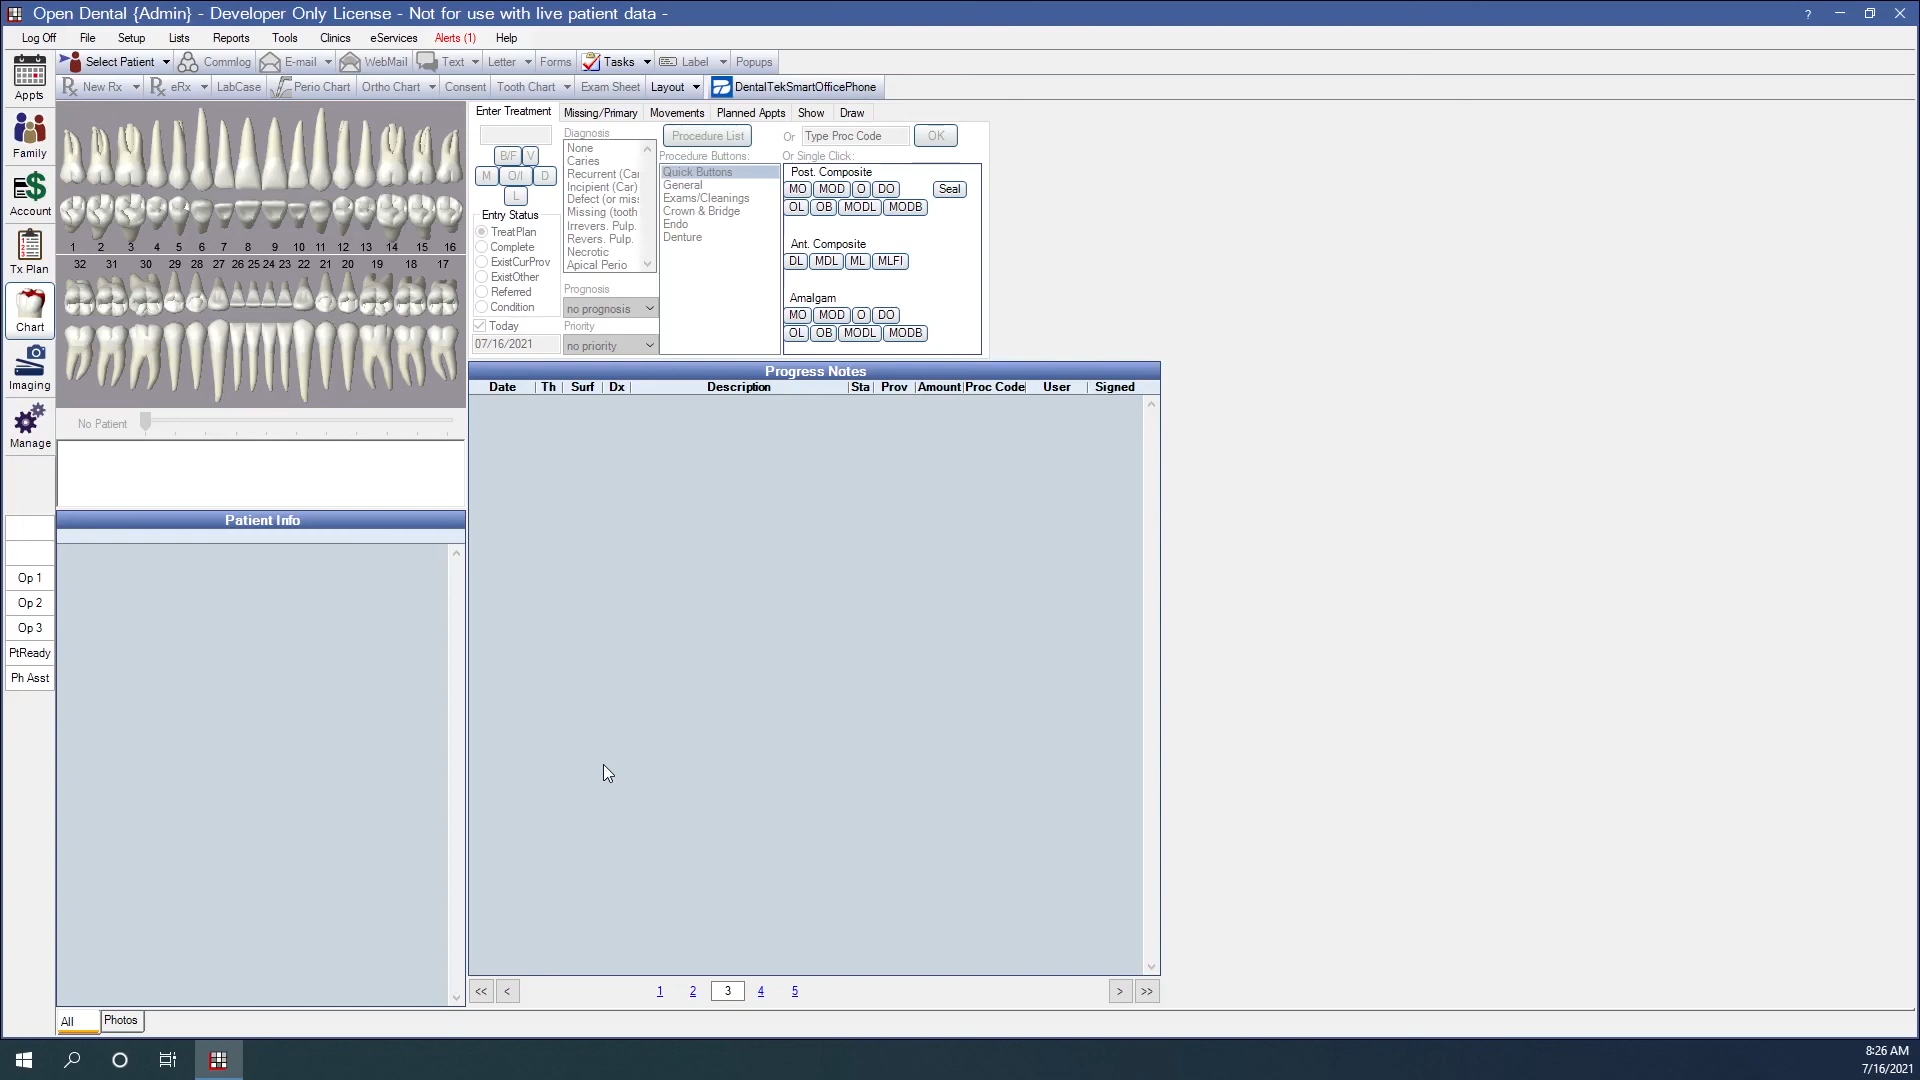 Open Dental {Admin} - Developer Only License - Not for use with live patient data -
Log Off File Setup Lists Reports Tools Clinics eServices Alerts (1) Help
Select Patient Commlog E-mail WebMail Text Letter Forms Tasks Label Popups
New Rx eRx LabCase Perio Chart Ortho Chart Consent Tooth Chart Exam Sheet Layout DentalTekSmartOfficePhone
Appts
Family
Account
Tx Plan
Chart
Imaging
Manage
Op 1
Op 2
Op 3
PtReady
Ph Asst
1 2 3 4 5 6 7 8 9 10 11 12 13 14 15 16
32 31 30 29 28 27 26 25 24 23 22 21 20 19 18 17
No Patient
Patient Info
All Photos
Enter Treatment Missing/Primary Movements Planned Appts Show Draw
B/F V
M O/I D
L
Entry Status
TreatPlan
Complete
ExistCurProv
ExistOther
Referred
Condition
Today
07/16/2021
Diagnosis
None
Caries
Recurrent (Car
Incipient (Car)
Defect (or miss
Missing (tooth
Irrevers. Pulp.
Revers. Pulp.
Necrotic
Apical Perio
Prognosis
no prognosis
Priority
no priority
Procedure List
Procedure Buttons:
Quick Buttons
General
Exams/Cleanings
Crown & Bridge
Endo
Denture
Or Type Proc Code OK
Or Single Click:
Post. Composite
MO MOD O DO Seal
OL OB MODL MODB
Ant. Composite
DL MDL ML MLFI
Amalgam
MO MOD O DO
OL OB MODL MODB
Progress Notes
Date Th Surf Dx Description Sta Prov Amount Proc Code User Signed
<< < 1 2 3 4 5 > >>
8:26 AM
7/16/2021